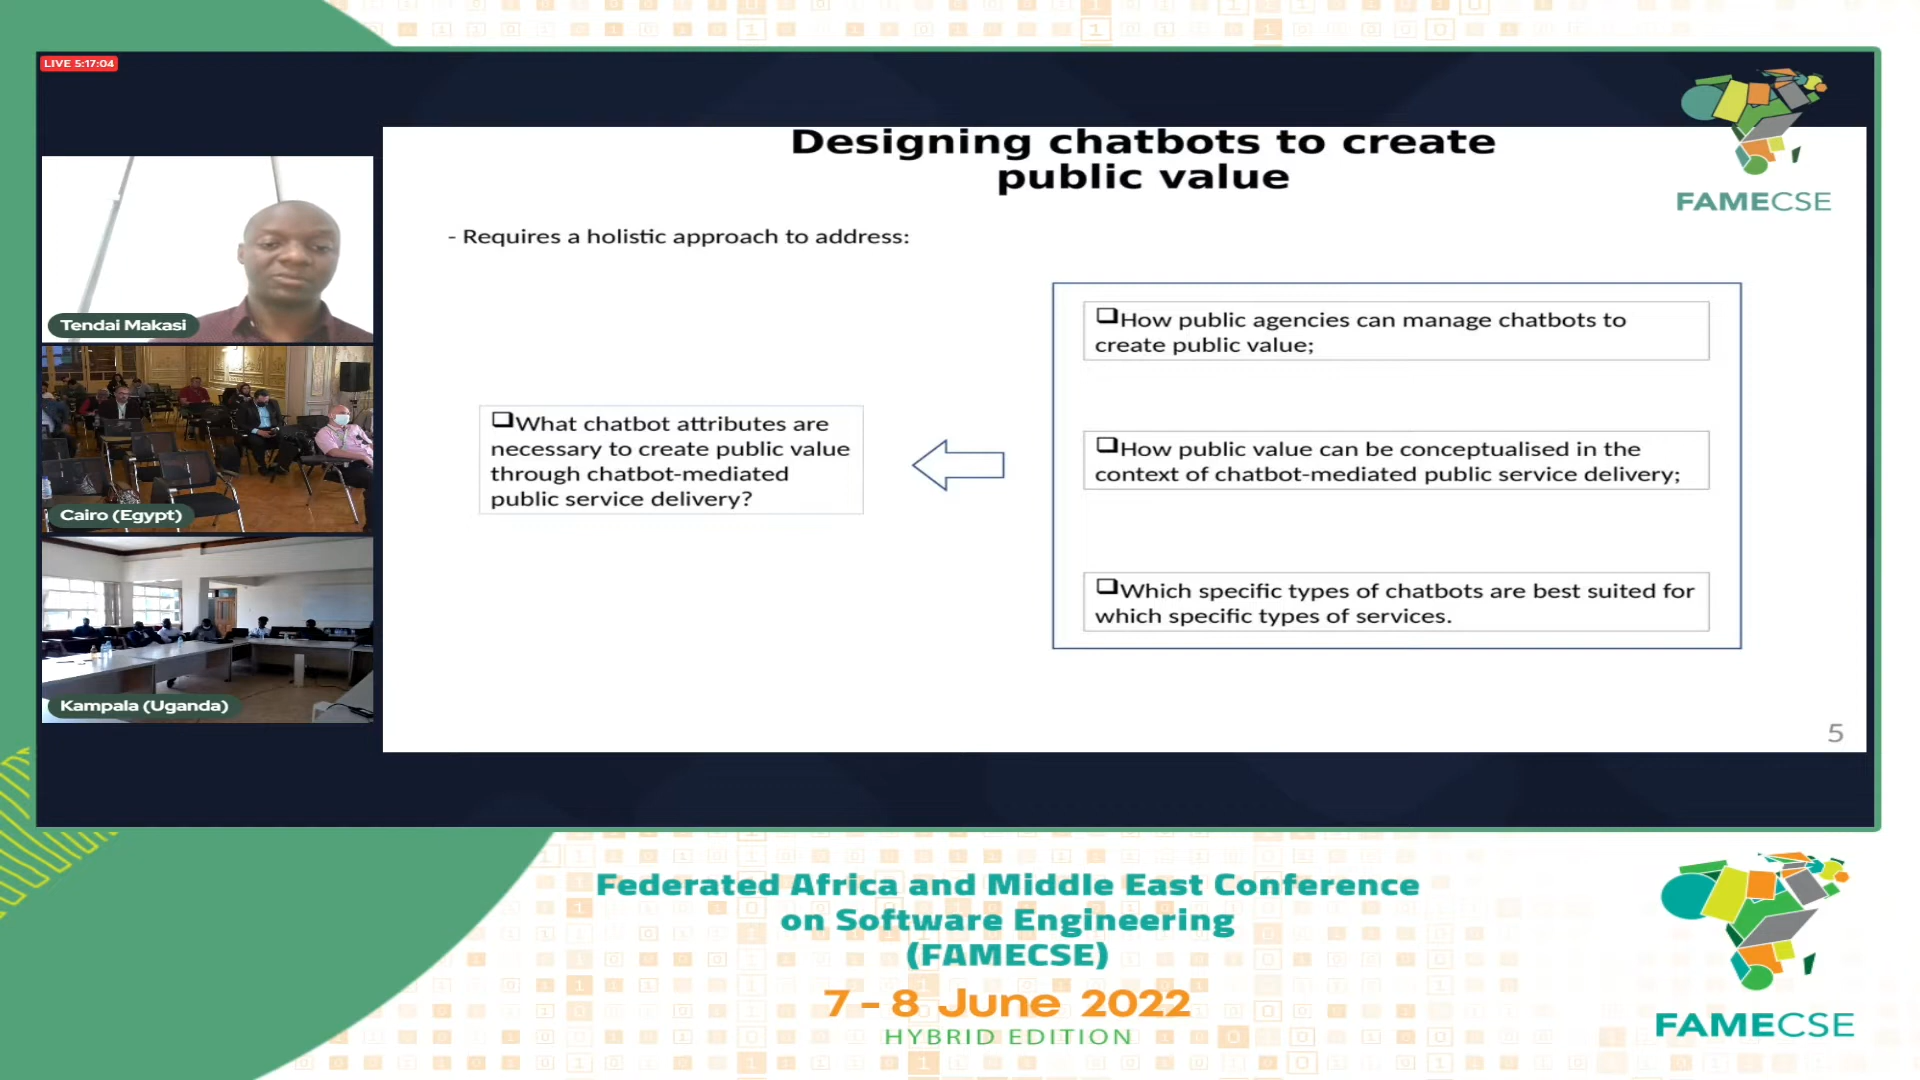 LIVE 5:17:04
Designing chatbots to create
public value
FAMECSE
- Requires a holistic approach to address:
Tendai Makasi
Cairo (Egypt)
Kampala (Uganda)
What chatbot attributes are
necessary to create public value
through chatbot-mediated
public service delivery?
How public agencies can manage chatbots to
create public value;
How public value can be conceptualised in the
context of chatbot-mediated public service delivery;
Which specific types of chatbots are best suited for
which specific types of services.
5
Federated Africa and Middle East Conference
on Software Engineering
(FAMECSE)
7 - 8 June 2022
HYBRID EDITION
FAMECSE